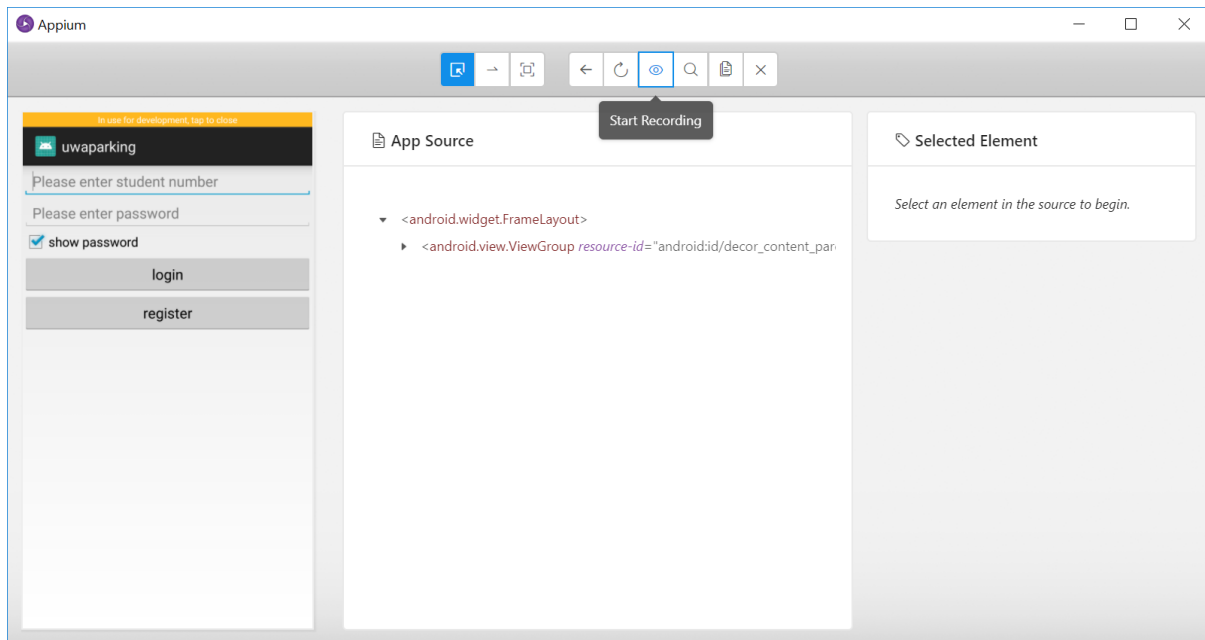 Appium
Start Recording
In use for development, tap to close
uwaparking
Please enter student number
Please enter password
show password
login
register
App Source
<android.widget.FrameLayout>
<android.view.ViewGroup resource-id="android:id/decor_content_par
Selected Element
Select an element in the source to begin.